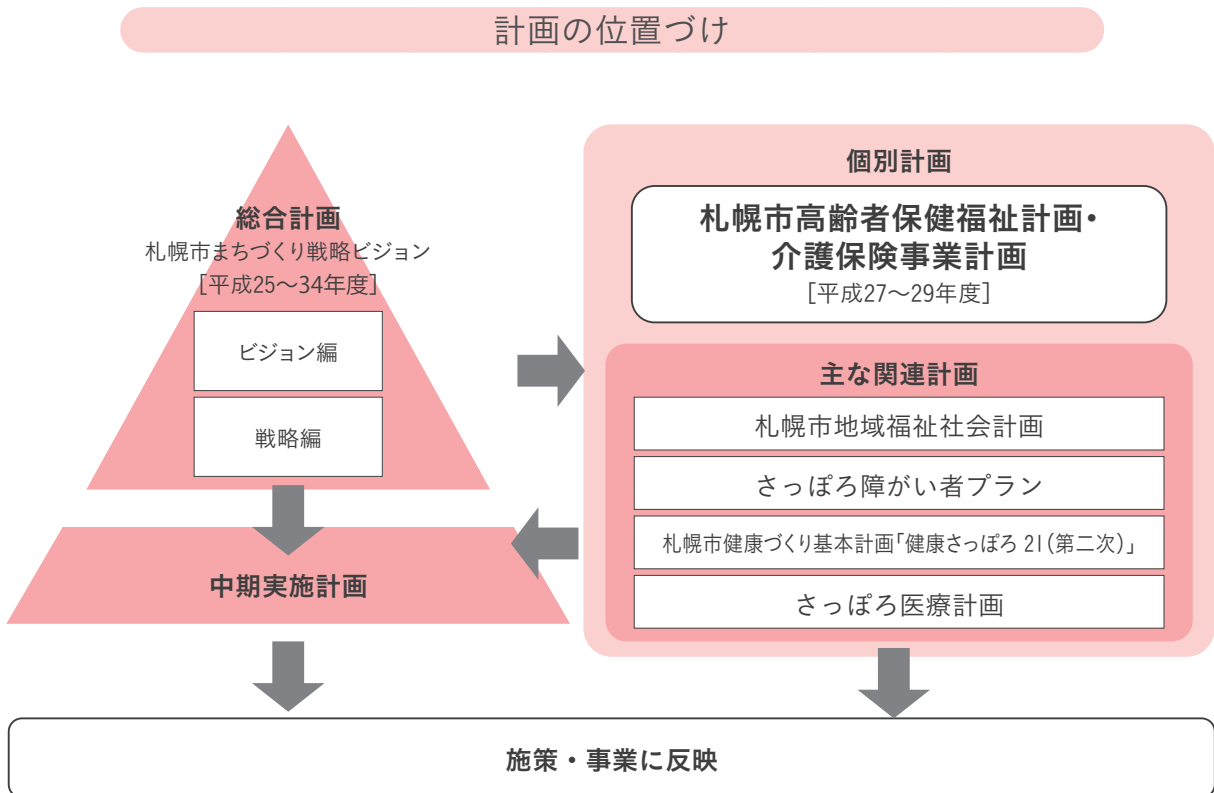 計画の位置づけ
総合計画
札幌市まちづくり戦略ビジョン
[平成25～34年度]
ビジョン編
戦略編
中期実施計画
個別計画
札幌市高齢者保健福祉計画・
介護保険事業計画
[平成27～29年度]
主な関連計画
札幌市地域福祉社会計画
さっぽろ障がい者プラン
札幌市健康づくり基本計画「健康さっぽろ 21(第二次)」
さっぽろ医療計画
施策・事業に反映